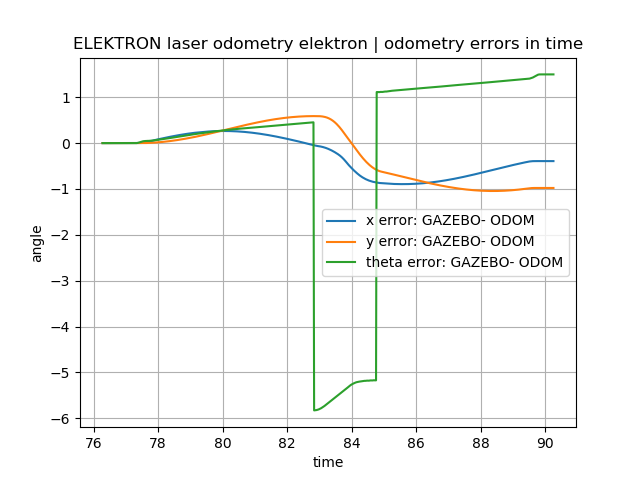 ELEKTRON laser odometry elektron | odometry errors in time
1
0
−1
−2
−3
−4
−5
−6
angle
x error: GAZEBO- ODOM
y error: GAZEBO- ODOM
theta error: GAZEBO- ODOM
76 78 80 82 84 86 88 90
time